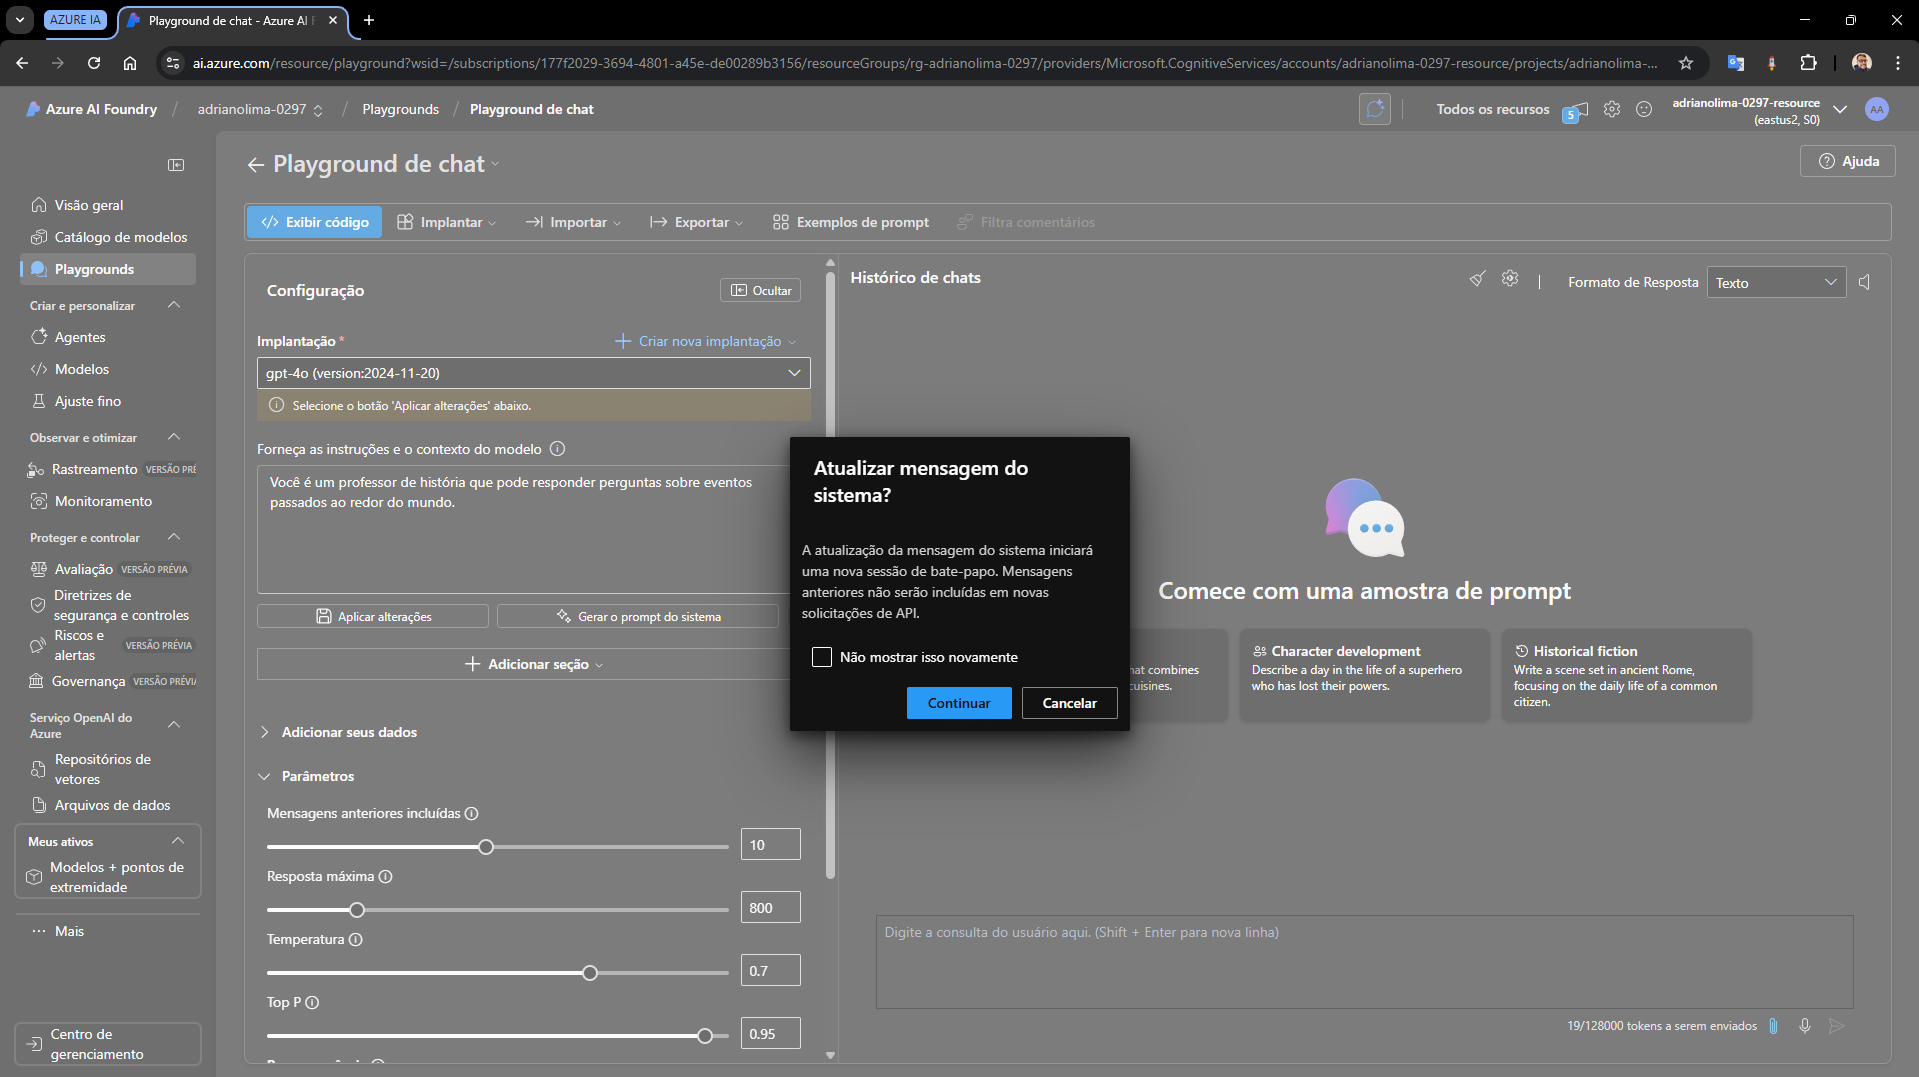 AZURE IA
Playground de chat - Azure AI F
ai.azure.com/resource/playground?wsid=/subscriptions/177f2029-3694-4801-a45e-de00289b3156/resourceGroups/rg-adrianolima-0297/providers/Microsoft.CognitiveServices/accounts/adrianolima-0297-resource/projects/adrianolima-...
Azure AI Foundry / adrianolima-0297 / Playgrounds / Playground de chat
Todos os recursos
5
adrianolima-0297-resource
(eastus2, S0)
AA
Playground de chat
Ajuda
Visão geral
Catálogo de modelos
Playgrounds
Criar e personalizar
Agentes
Modelos
Ajuste fino
Observar e otimizar
Rastreamento VERSÃO PRÉ
Monitoramento
Proteger e controlar
Avaliação VERSÃO PRÉVIA
Diretrizes de
segurança e controles
Riscos e
alertas
VERSÃO PRÉVIA
Governança VERSÃO PRÉVIA
Serviço OpenAI do
Azure
Repositórios de
vetores
Arquivos de dados
Meus ativos
Modelos + pontos de
extremidade
Mais
Centro de
gerenciamento
Exibir código
Implantar
Importar
Exportar
Exemplos de prompt
Filtra comentários
Configuração
Ocultar
Implantação *
Criar nova implantação
gpt-4o (version:2024-11-20)
Selecione o botão 'Aplicar alterações' abaixo.
Forneça as instruções e o contexto do modelo
Você é um professor de história que pode responder perguntas sobre eventos
passados ao redor do mundo.
Aplicar alterações
Gerar o prompt do sistema
Adicionar seção
Adicionar seus dados
Parâmetros
Mensagens anteriores incluídas
10
Resposta máxima
800
Temperatura
0.7
Top P
0.95
Histórico de chats
Formato de Resposta
Texto
Atualizar mensagem do
sistema?
A atualização da mensagem do sistema iniciará
uma nova sessão de bate-papo. Mensagens
anteriores não serão incluídas em novas
solicitações de API.
Não mostrar isso novamente
Continuar
Cancelar
Comece com uma amostra de prompt
hat combines
cuisines.
Character development
Describe a day in the life of a superhero
who has lost their powers.
Historical fiction
Write a scene set in ancient Rome,
focusing on the daily life of a common
citizen.
Digite a consulta do usuário aqui. (Shift + Enter para nova linha)
19/128000 tokens a serem enviados